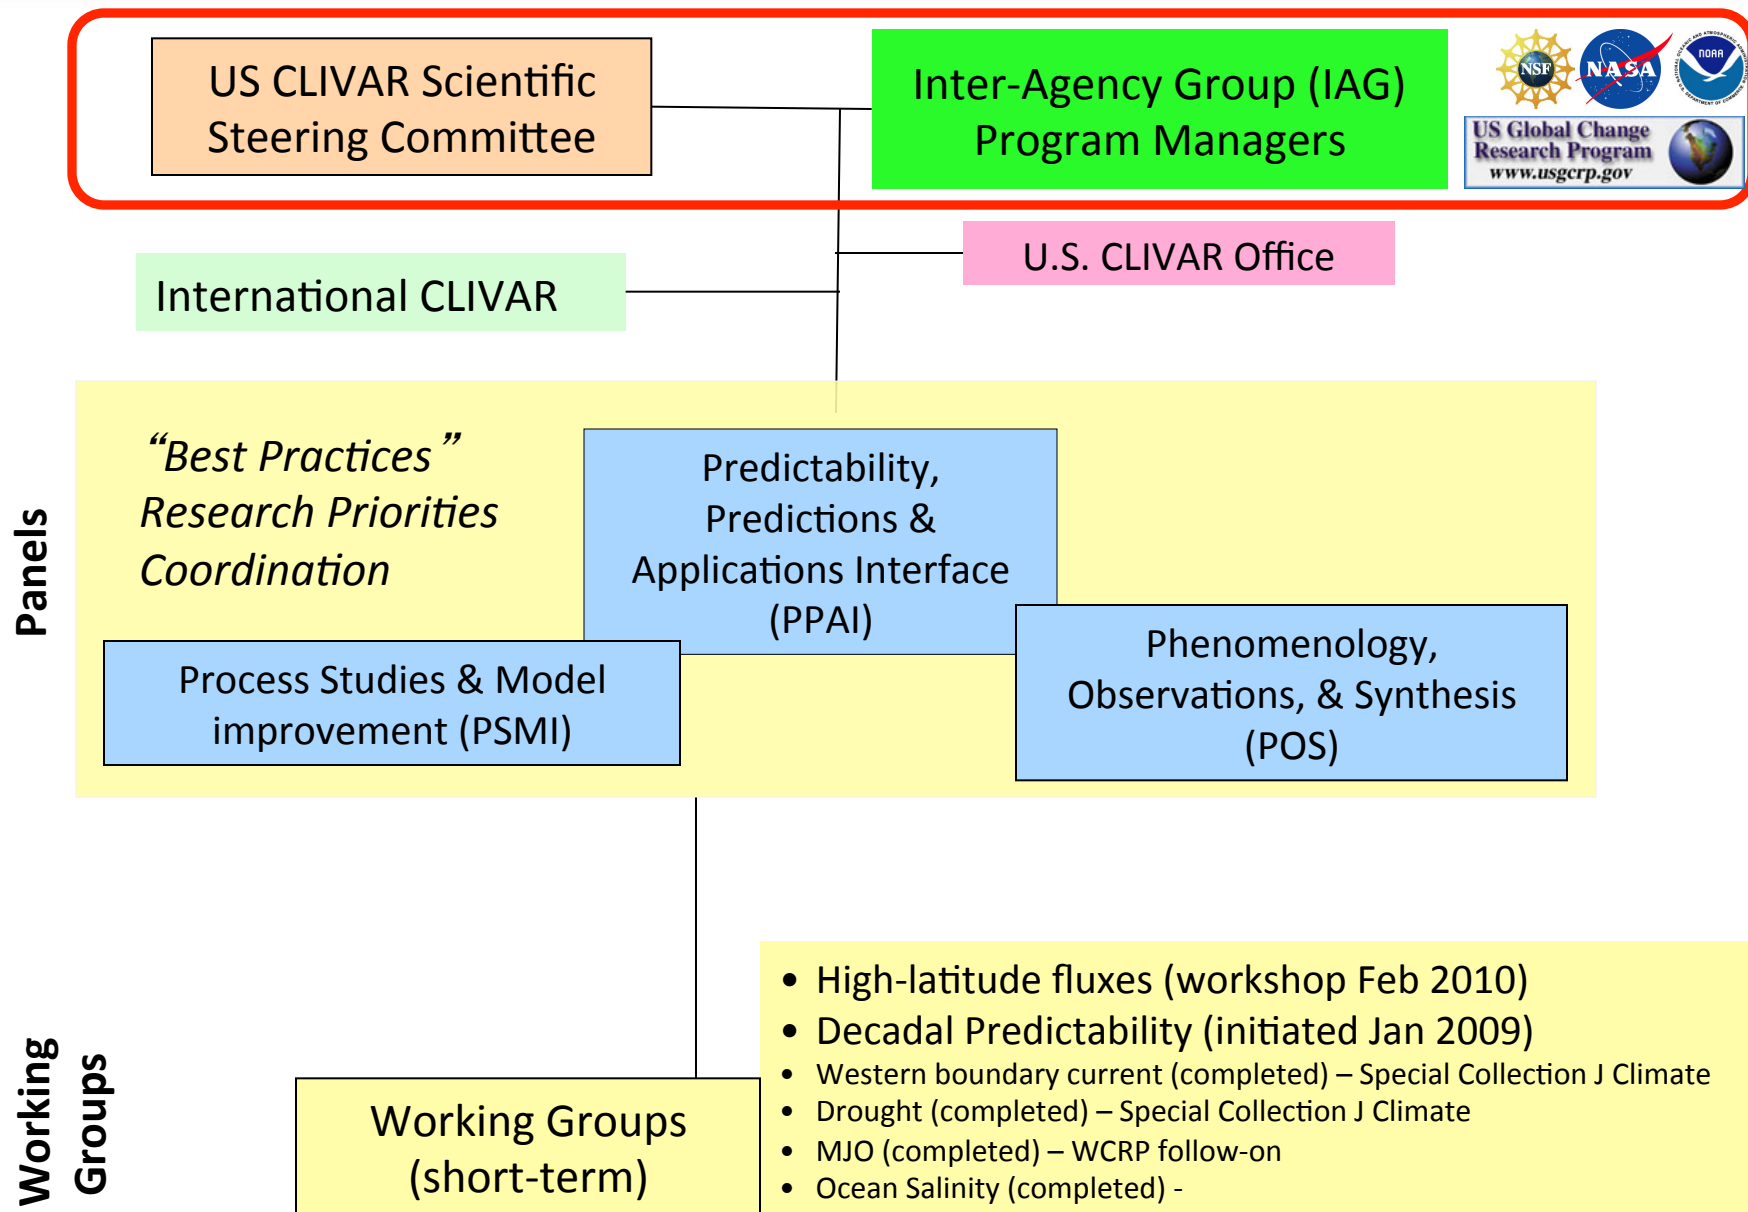 US CLIVAR Scientific
Steering Committee
Inter-Agency Group (IAG)
Program Managers
NSF
NASA
NOAA
US Global Change
Research Program
www.usgcrp.gov
U.S. CLIVAR Office
International CLIVAR
Panels
“Best Practices”
Research Priorities
Coordination
Predictability,
Predictions &
Applications Interface
(PPAI)
Process Studies & Model
improvement (PSMI)
Phenomenology,
Observations, & Synthesis
(POS)
Working
Groups
Working Groups
(short-term)
• High-latitude fluxes (workshop Feb 2010)
• Decadal Predictability (initiated Jan 2009)
• Western boundary current (completed) – Special Collection J Climate
• Drought (completed) – Special Collection J Climate
• MJO (completed) – WCRP follow-on
• Ocean Salinity (completed) -